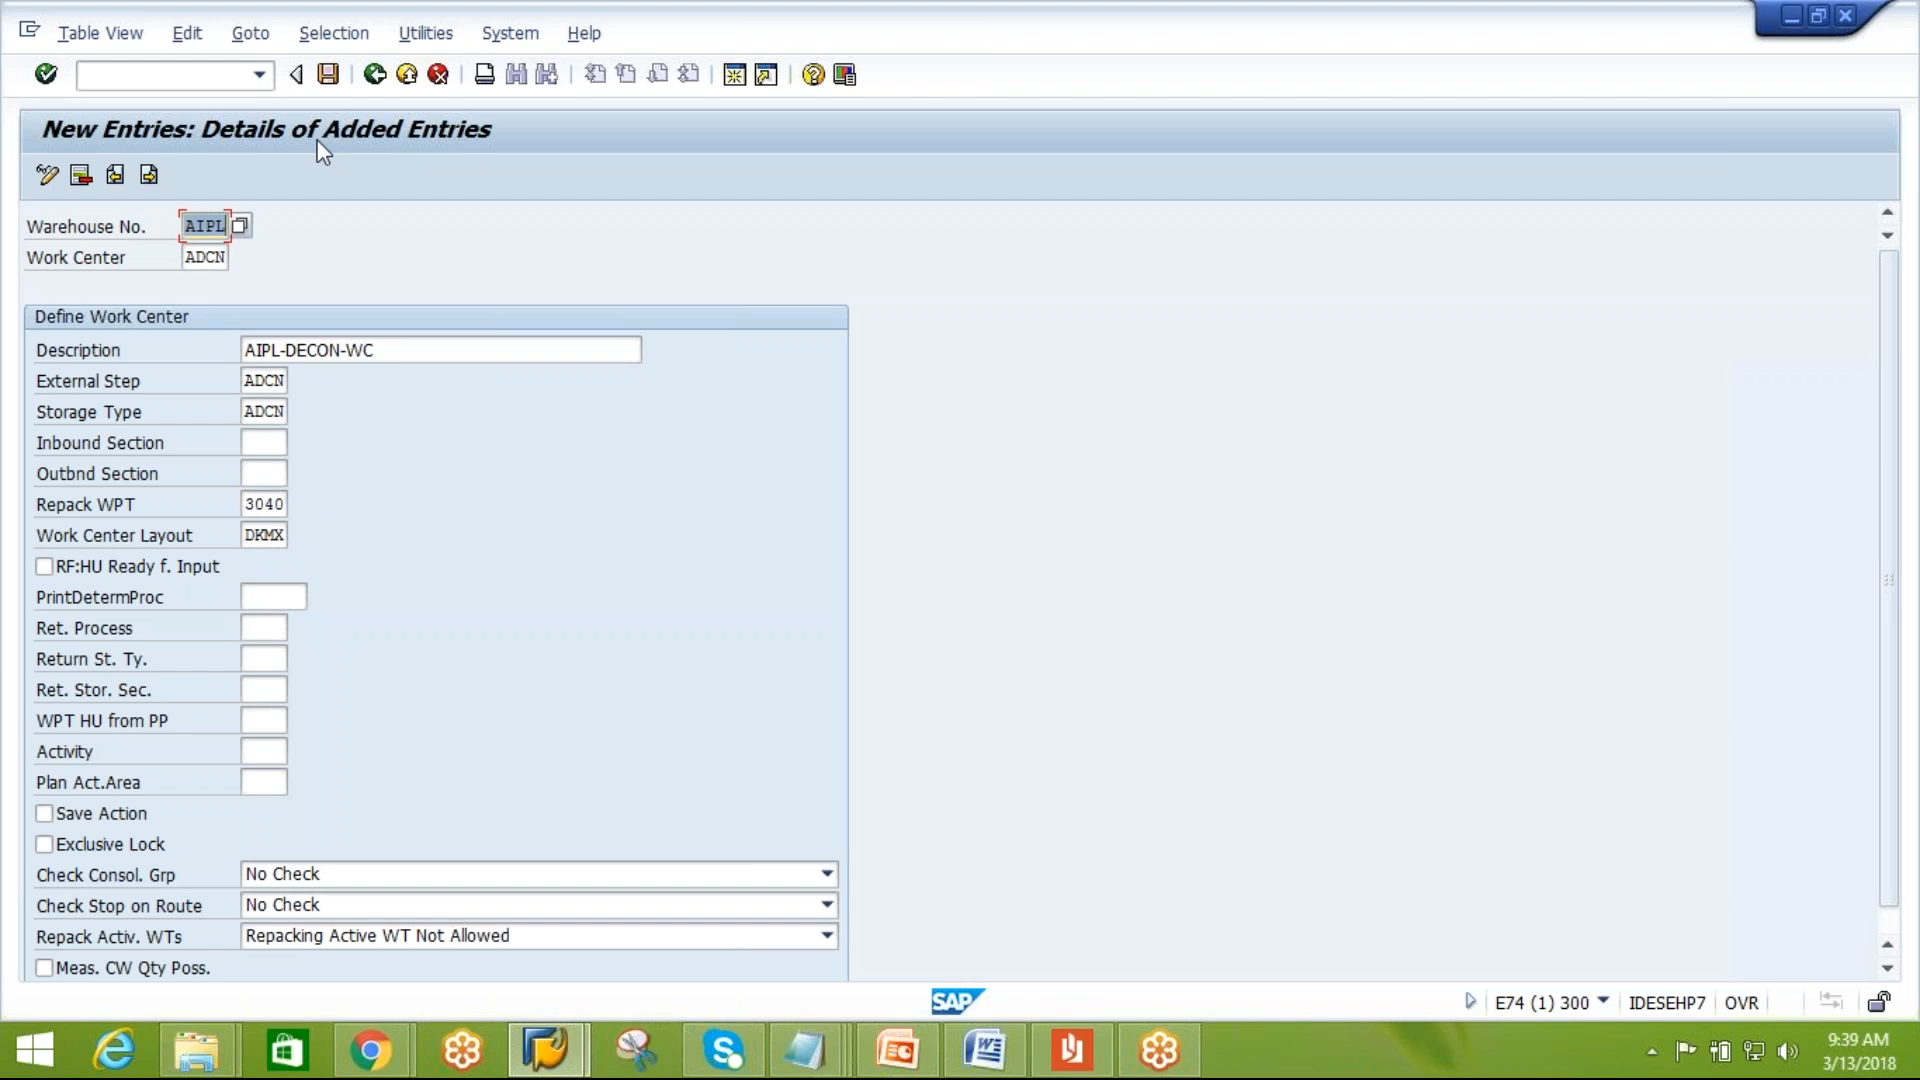 Table View Edit Goto Selection Utilities System Help
New Entries: Details of Added Entries
Warehouse No. AIPL
Work Center ADCN
Define Work Center
Description AIPL-DECON-WC
External Step ADCN
Storage Type ADCN
Inbound Section
Outbnd Section
Repack WPT 3040
Work Center Layout DKMX
RF:HU Ready f. Input
PrintDetermProc
Ret. Process
Return St. Ty.
Ret. Stor. Sec.
WPT HU from PP
Activity
Plan Act.Area
Save Action
Exclusive Lock
Check Consol. Grp No Check
Check Stop on Route No Check
Repack Activ. WTs Repacking Active WT Not Allowed
Meas. CW Qty Poss.
SAP E74 (1) 300 IDESEHP7 OVR
9:39 AM
3/13/2018